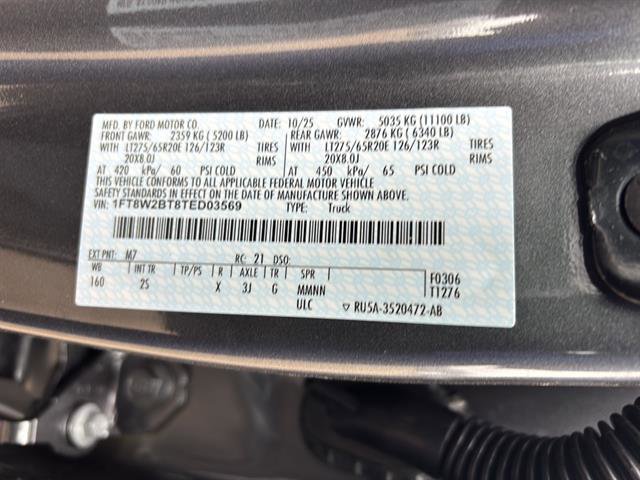 MFD. BY FORD MOTOR CO. DATE: 10/25 GVWR: 5035 KG (11100 LB)
FRONT GAWR: 2359 KG ( 5200 LB) REAR GAWR: 2876 KG ( 6340 LB)
WITH LT275/65R20E 126/123R TIRES WITH LT275/65R20E 126/123R TIRES
20X8.0J RIMS 20X8.0J RIMS
AT 420 kPa/ 60 PSI COLD AT 450 kPa/ 65 PSI COLD
THIS VEHICLE CONFORMS TO ALL APPLICABLE FEDERAL MOTOR VEHICLE
SAFETY STANDARDS IN EFFECT ON THE DATE OF MANUFACTURE SHOWN ABOVE.
VIN: 1FT8W2BT8TED03569 TYPE: Truck
EXT PNT: M7 RC: 21 DSO:
WB INT TR TP/PS R AXLE TR SPR F0306
160 2S X 3J G MMNN T1276
ULC ▼ RU5A-3520472-AB